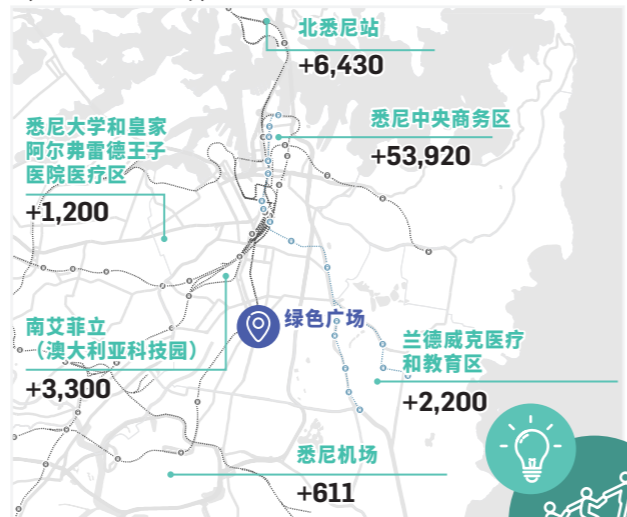 北悉尼站
+6,430
悉尼中央商务区
+53,920
悉尼大学和皇家
阿尔弗雷德王子
医院医疗区
+1,200
绿色广场
南艾菲立
（澳大利亚科技园）
+3,300
兰德威克医疗
和教育区
+2,200
悉尼机场
+611